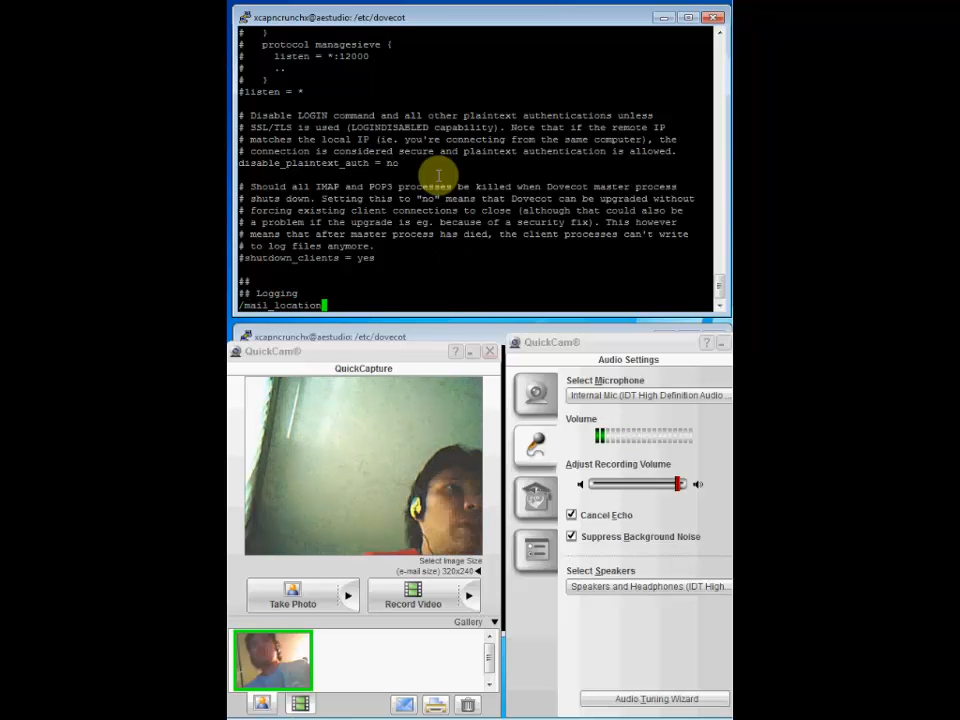 xcapncrunchx@aestudio: /etc/dovecot
# }
# protocol managesieve {
# listen = *:12000
# ..
# }
#listen = *
# Disable LOGIN command and all other plaintext authentications unless
# SSL/TLS is used (LOGINDISABLED capability). Note that if the remote IP
# matches the local IP (ie. you're connecting from the same computer), the
# connection is considered secure and plaintext authentication is allowed.
disable_plaintext_auth = no
# Should all IMAP and POP3 processes be killed when Dovecot master process
# shuts down. Setting this to "no" means that Dovecot can be upgraded without
# forcing existing client connections to close (although that could also be
# a problem if the upgrade is eg. because of a security fix). This however
# means that after master process has died, the client processes can't write
# to log files anymore.
#shutdown_clients = yes
##
## Logging
/mail_location
xcapncrunchx@aestudio: /etc/dovecot
QuickCam®
QuickCapture
Select Image Size
(e-mail size) 320x240
Take Photo
Record Video
Gallery
QuickCam®
Audio Settings
Select Microphone
Internal Mic (IDT High Definition Audio ...
Volume
Adjust Recording Volume
Cancel Echo
Suppress Background Noise
Select Speakers
Speakers and Headphones (IDT High...
Audio Tuning Wizard